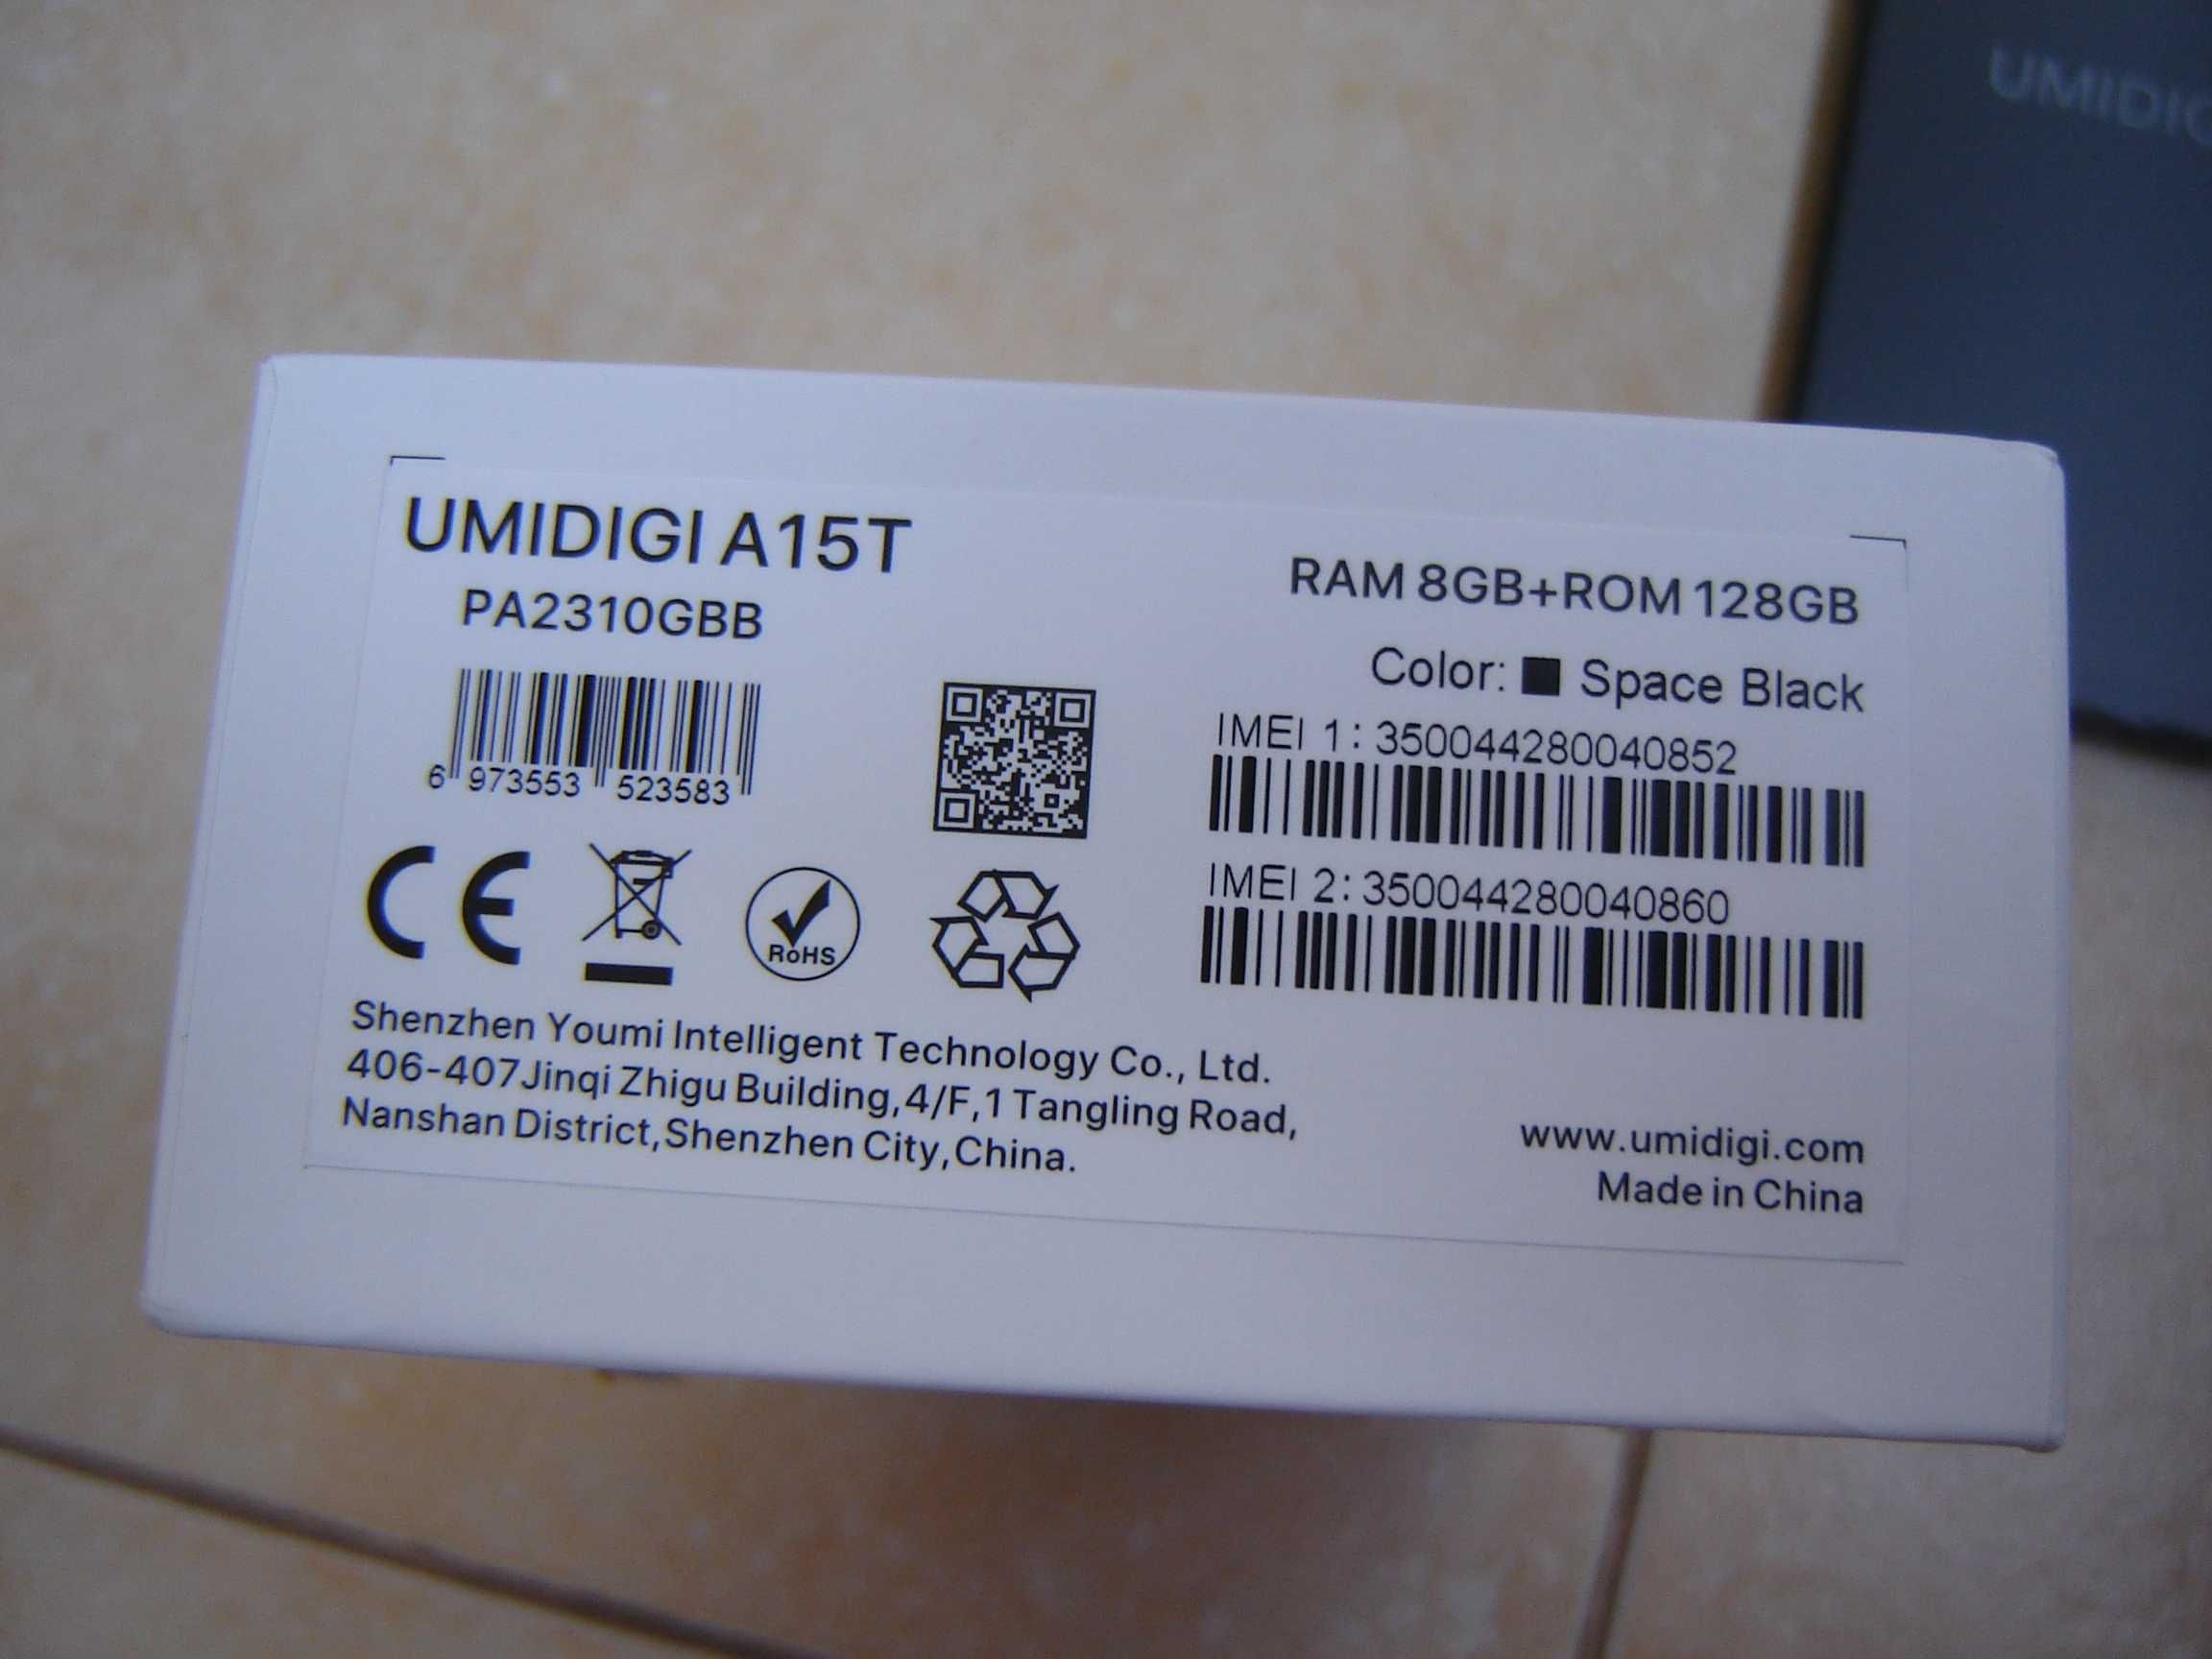 UMIDIGI A15T
PA2310GBB
6 973553 523583
RAM 8GB+ROM 128GB
Color: Space Black
IMEI 1: 350044280040852
IMEI 2: 350044280040860
CE
RoHS
Shenzhen Youmi Intelligent Technology Co., Ltd.
406-407Jinqi Zhigu Building,4/F,1 Tangling Road,
Nanshan District,Shenzhen City,China.
www.umidigi.com
Made in China
UMIDIG